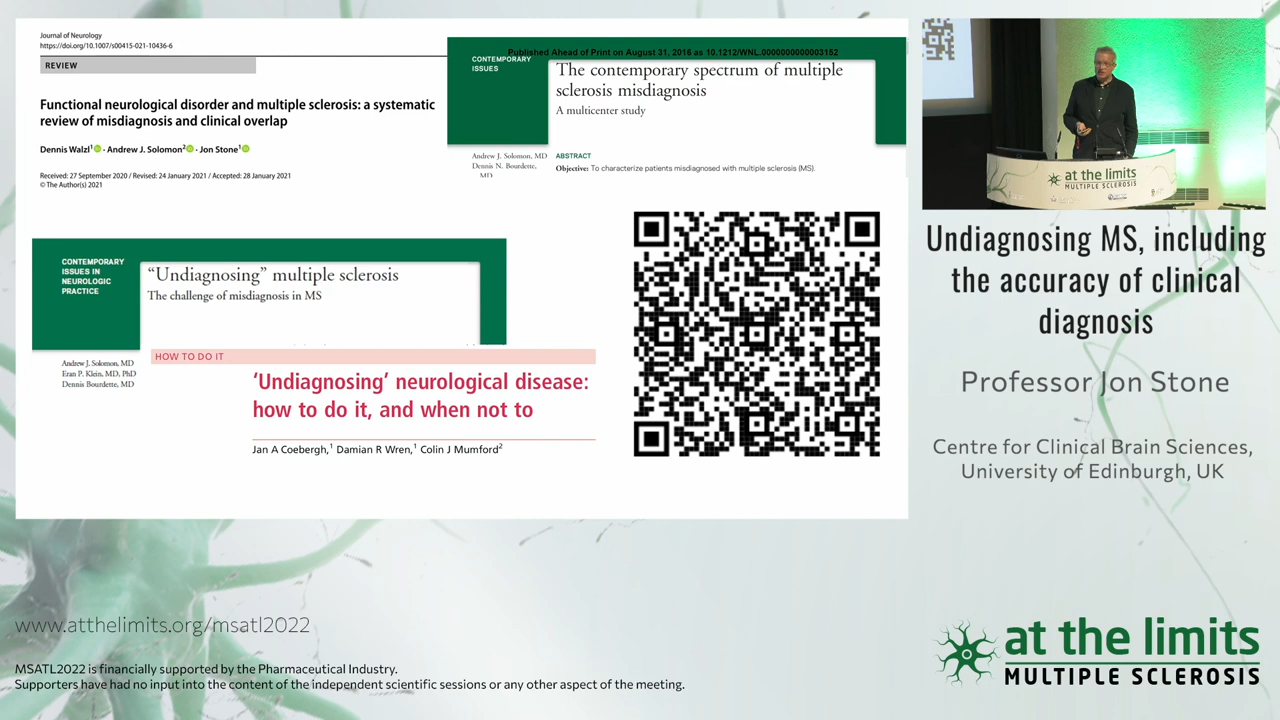 Journal of Neurology
https://doi.org/10.1007/s00415-021-10436-6
REVIEW
Functional neurological disorder and multiple sclerosis: a systematic
review of misdiagnosis and clinical overlap
Dennis Walzl1 · Andrew J. Solomon2 · Jon Stone1
Received: 27 September 2020 / Revised: 24 January 2021 / Accepted: 28 January 2021
© The Author(s) 2021
Published Ahead of Print on August 31, 2016 as 10.1212/WNL.0000000000003152
CONTEMPORARY
ISSUES
The contemporary spectrum of multiple
sclerosis misdiagnosis
A multicenter study
Andrew J. Solomon, MD
Dennis N. Bourdette,
MD
ABSTRACT
Objective: To characterize patients misdiagnosed with multiple sclerosis (MS).
CONTEMPORARY
ISSUES IN
NEUROLOGIC
PRACTICE
“Undiagnosing” multiple sclerosis
The challenge of misdiagnosis in MS
Andrew J. Solomon, MD
Eran P. Klein, MD, PhD
Dennis Bourdette, MD
HOW TO DO IT
‘Undiagnosing’ neurological disease:
how to do it, and when not to
Jan A Coebergh,1 Damian R Wren,1 Colin J Mumford2
at the limits
MULTIPLE SCLEROSIS
Undiagnosing MS, including
the accuracy of clinical
diagnosis
Professor Jon Stone
Centre for Clinical Brain Sciences,
University of Edinburgh, UK
www.atthelimits.org/msatl2022
MSATL2022 is financially supported by the Pharmaceutical Industry.
Supporters have had no input into the content of the independent scientific sessions or any other aspect of the meeting.
at the limits
MULTIPLE SCLEROSIS